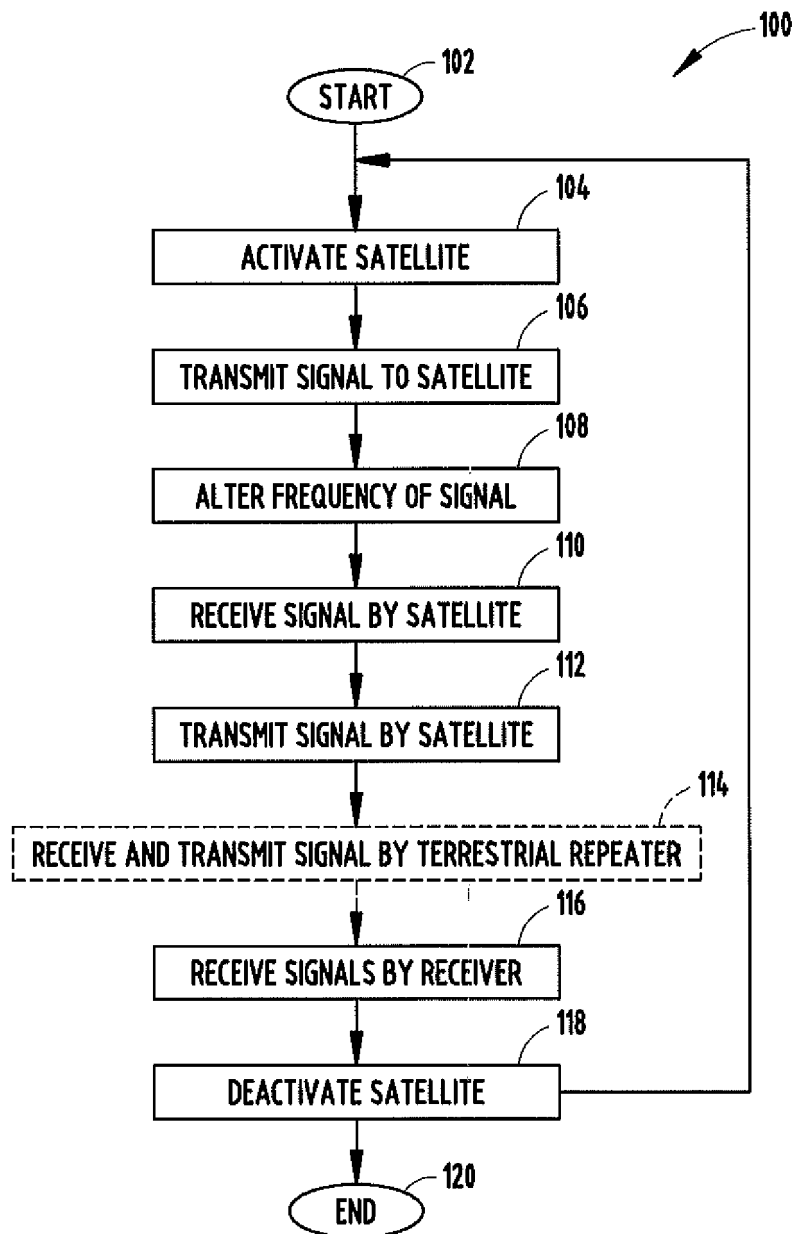 100
102
START
104
ACTIVATE SATELLITE
106
TRANSMIT SIGNAL TO SATELLITE
108
ALTER FREQUENCY OF SIGNAL
110
RECEIVE SIGNAL BY SATELLITE
112
TRANSMIT SIGNAL BY SATELLITE
114
RECEIVE AND TRANSMIT SIGNAL BY TERRESTRIAL REPEATER
116
RECEIVE SIGNALS BY RECEIVER
118
DEACTIVATE SATELLITE
120
END